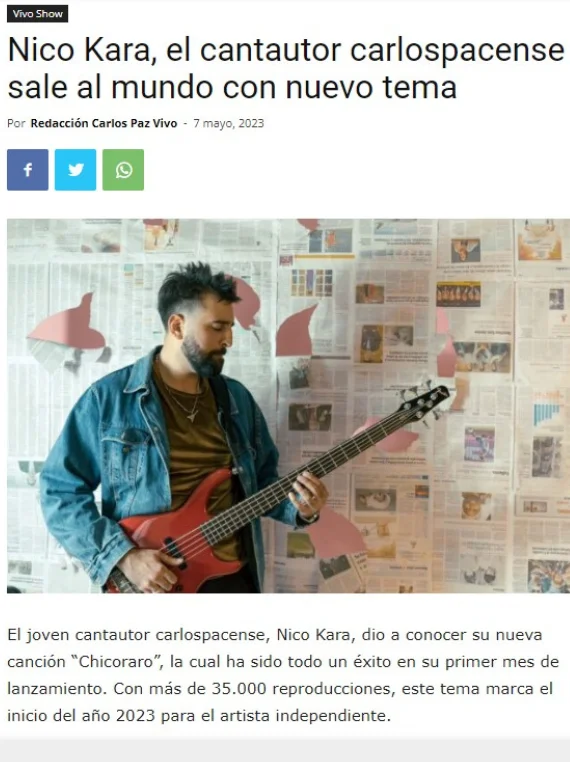 Vivo Show
Nico Kara, el cantautor carlospacense
sale al mundo con nuevo tema
Por Redacción Carlos Paz Vivo - 7 mayo, 2023
El joven cantautor carlospacense, Nico Kara, dio a conocer su nueva
canción “Chicoraro”, la cual ha sido todo un éxito en su primer mes de
lanzamiento. Con más de 35.000 reproducciones, este tema marca el
inicio del año 2023 para el artista independiente.